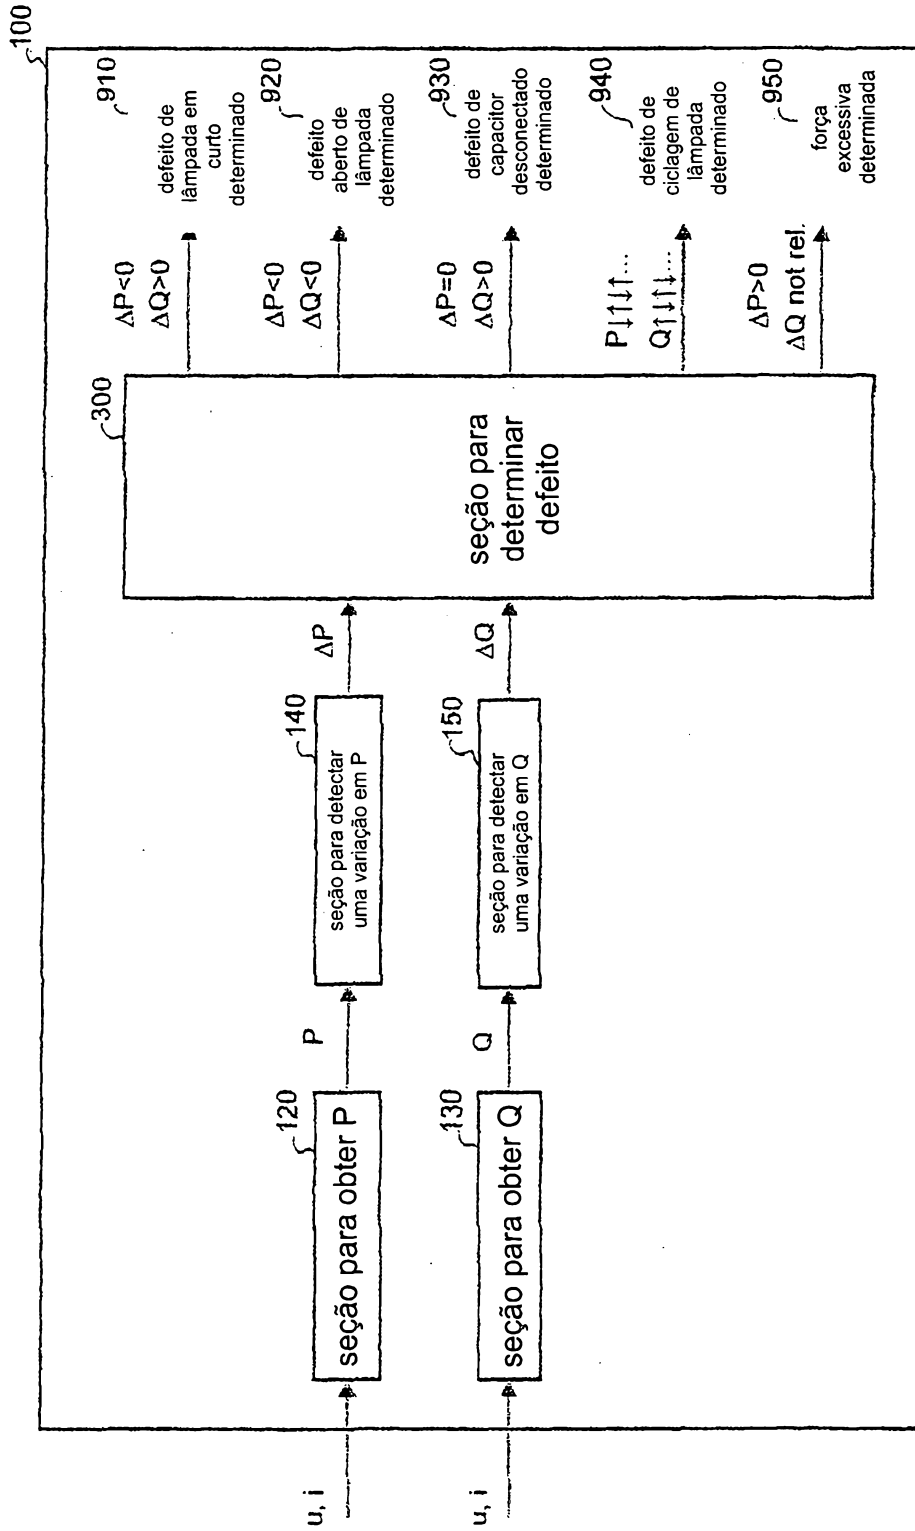 100
u, i
u, i
120
seção para obter P
130
seção para obter Q
P
Q
140
seção para detectar
uma variação em P
150
seção para detectar
uma variação em Q
ΔP
ΔQ
300
seção para
determinar
defeito
ΔP<0
ΔQ>0
910
defeito de
lâmpada em
curto
determinado
ΔP<0
ΔQ<0
920
defeito
aberto de
lâmpada
determinado
ΔP=0
ΔQ>0
930
defeito de
capacitor
desconectado
determinado
P↓↑↓↑...
Q↑↓↑↓...
940
defeito de
ciclagem de
lâmpada
determinado
ΔP>0
ΔQ not rel.
950
força
excessiva
determinada